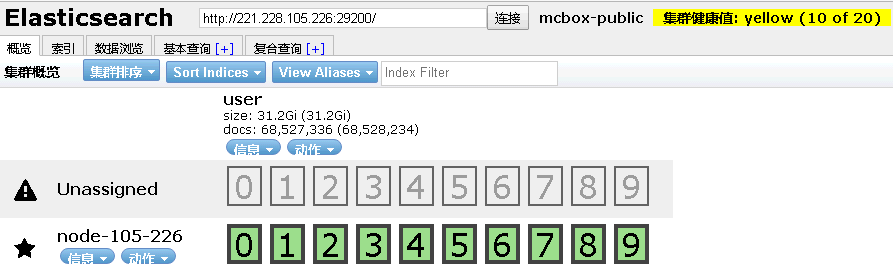 Elasticsearch http://221.228.105.226:29200/ 连接 mcbox-public 集群健康值: yellow (10 of 20)
概览 索引 数据浏览 基本查询 [+] 复合查询 [+]
集群概览 集群排序 Sort Indices View Aliases Index Filter
user
size: 31.2Gi (31.2Gi)
docs: 68,527,336 (68,528,234)
信息 动作
Unassigned 0 1 2 3 4 5 6 7 8 9
node-105-226 0 1 2 3 4 5 6 7 8 9
信息 动作